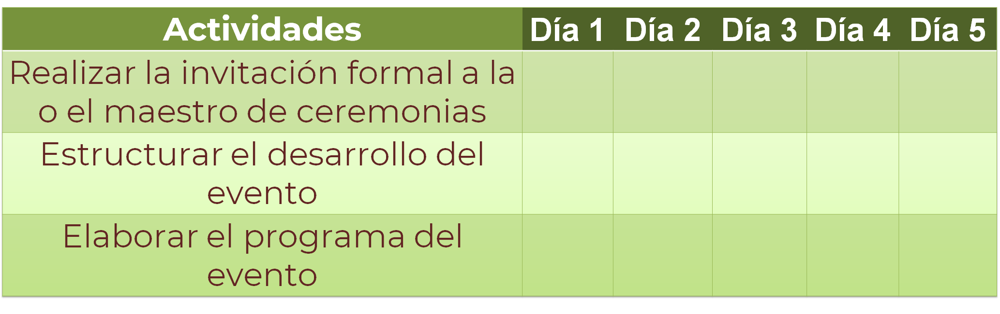 Actividades Día 1 Día 2 Día 3 Día 4 Día 5
Realizar la invitación formal a la
o el maestro de ceremonias
Estructurar el desarrollo del
evento
Elaborar el programa del
evento